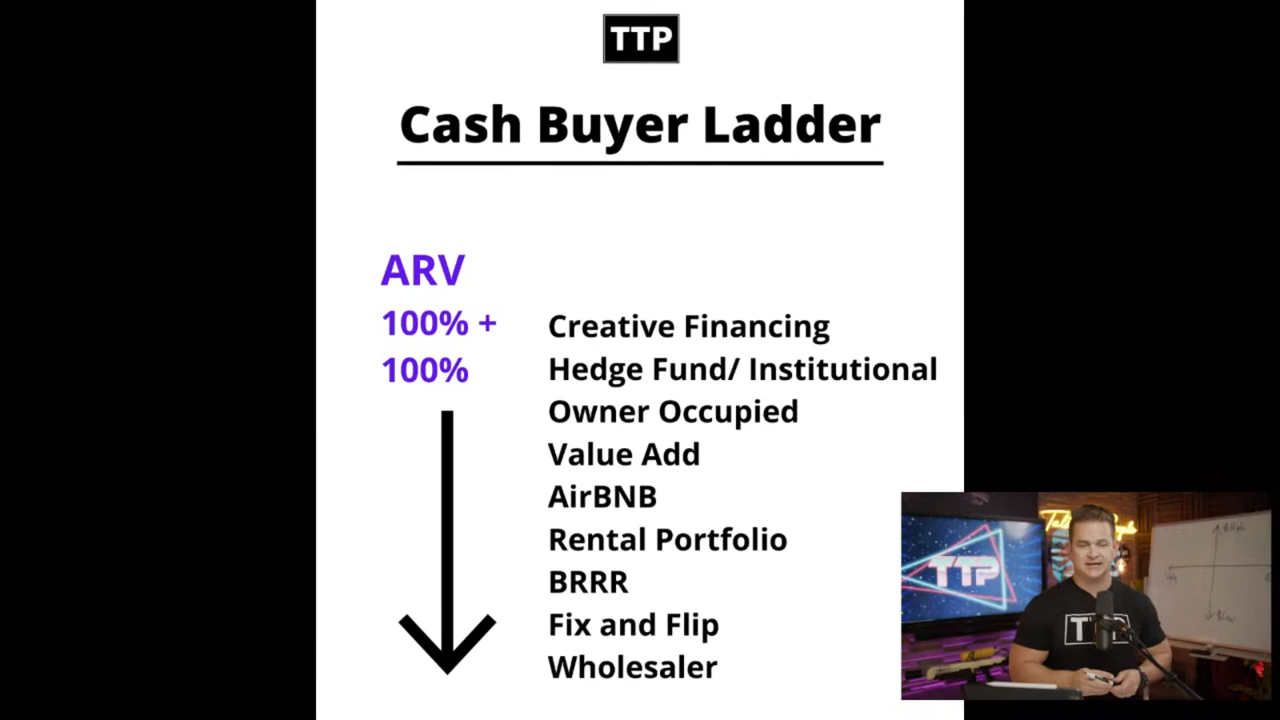 TTP
Cash Buyer Ladder
ARV
100% +
100%
Creative Financing
Hedge Fund/ Institutional
Owner Occupied
Value Add
AirBNB
Rental Portfolio
BRRR
Fix and Flip
Wholesaler
TTP